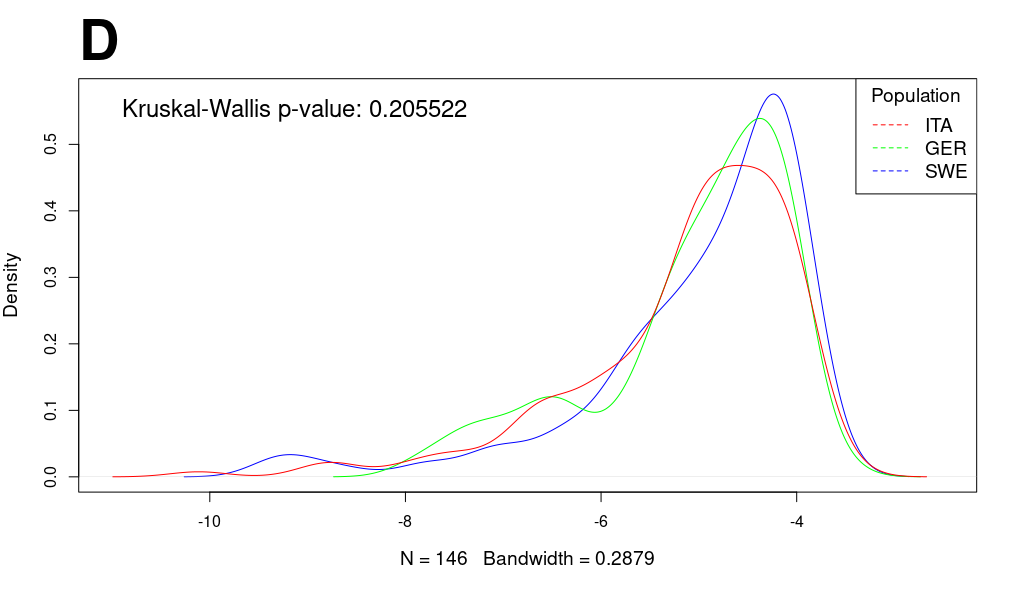 D
Kruskal-Wallis p-value: 0.205522
Population
ITA
GER
SWE
Density
0.5
0.4
0.3
0.2
0.1
0.0
-10 -8 -6 -4
N = 146 Bandwidth = 0.2879